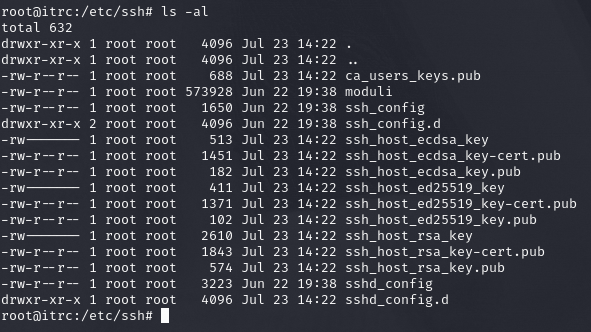 root@itrc:/etc/ssh# ls -al
total 632
drwxr-xr-x 1 root root   4096 Jul 23 14:22 .
drwxr-xr-x 1 root root   4096 Jul 23 14:22 ..
-rw-r--r-- 1 root root    688 Jul 23 14:22 ca_users_keys.pub
-rw-r--r-- 1 root root 573928 Jun 22 19:38 moduli
-rw-r--r-- 1 root root   1650 Jun 22 19:38 ssh_config
drwxr-xr-x 2 root root   4096 Jun 22 19:38 ssh_config.d
-rw------- 1 root root    513 Jul 23 14:22 ssh_host_ecdsa_key
-rw-r--r-- 1 root root   1451 Jul 23 14:22 ssh_host_ecdsa_key-cert.pub
-rw-r--r-- 1 root root    182 Jul 23 14:22 ssh_host_ecdsa_key.pub
-rw------- 1 root root    411 Jul 23 14:22 ssh_host_ed25519_key
-rw-r--r-- 1 root root   1371 Jul 23 14:22 ssh_host_ed25519_key-cert.pub
-rw-r--r-- 1 root root    102 Jul 23 14:22 ssh_host_ed25519_key.pub
-rw------- 1 root root   2610 Jul 23 14:22 ssh_host_rsa_key
-rw-r--r-- 1 root root   1843 Jul 23 14:22 ssh_host_rsa_key-cert.pub
-rw-r--r-- 1 root root    574 Jul 23 14:22 ssh_host_rsa_key.pub
-rw-r--r-- 1 root root   3223 Jun 22 19:38 sshd_config
drwxr-xr-x 1 root root   4096 Jul 23 14:22 sshd_config.d
root@itrc:/etc/ssh#